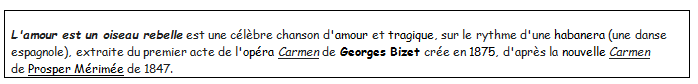 L'amour est un oiseau rebelle est une célèbre chanson d'amour et tragique, sur le rythme d'une habanera (une danse
espagnole), extraite du premier acte de l'opéra Carmen de Georges Bizet crée en 1875, d'après la nouvelle Carmen
de Prosper Mérimée de 1847.